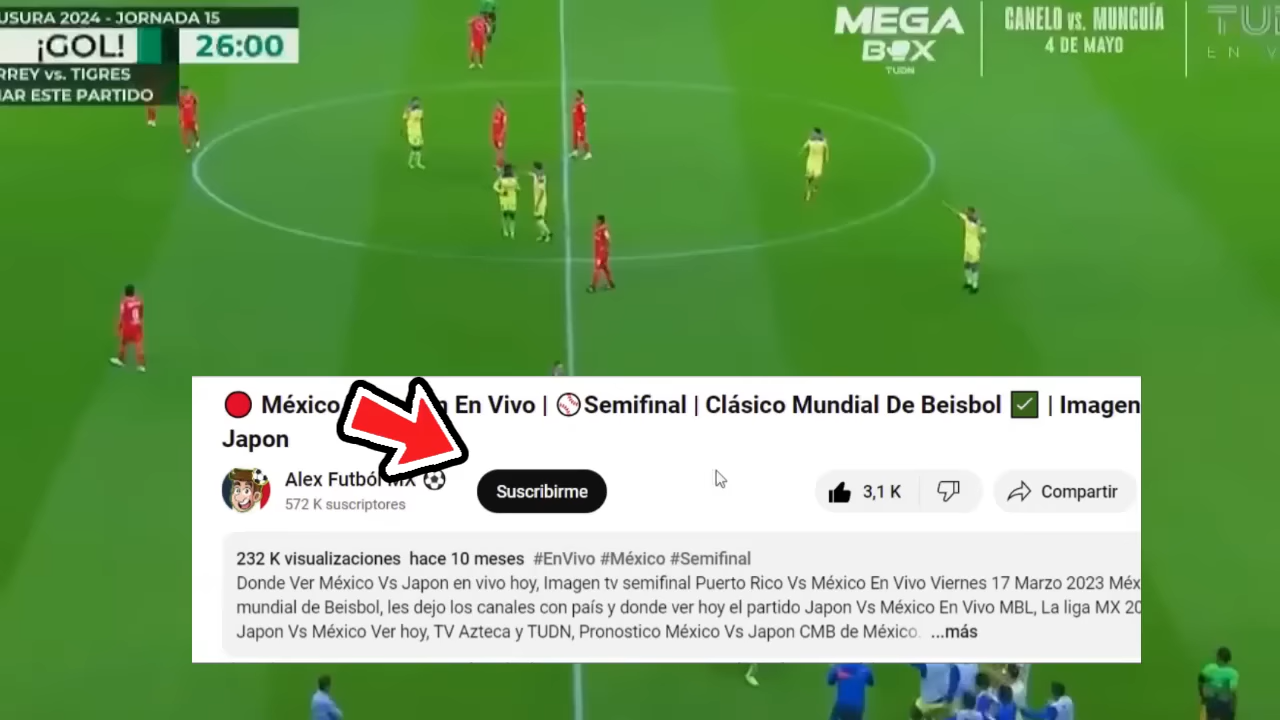 USURA 2024 - JORNADA 15
¡GOL! 26:00
RREY vs. TIGRES
AR ESTE PARTIDO
MEGA
BOX
TUDN
CANELO vs. MUNGUÍA
4 DE MAYO
TUD
EN V
México En Vivo | Semifinal | Clásico Mundial De Beisbol | Imagen
Japon
Alex Futból MX
572 K suscriptores
Suscribirme
3,1 K
Compartir
232 K visualizaciones hace 10 meses #EnVivo #México #Semifinal
Donde Ver México Vs Japon en vivo hoy, Imagen tv semifinal Puerto Rico Vs México En Vivo Viernes 17 Marzo 2023 Méx
mundial de Beisbol, les dejo los canales con país y donde ver hoy el partido Japon Vs México En Vivo MBL, La liga MX 20
Japon Vs México Ver hoy, TV Azteca y TUDN, Pronostico México Vs Japon CMB de México. ...más